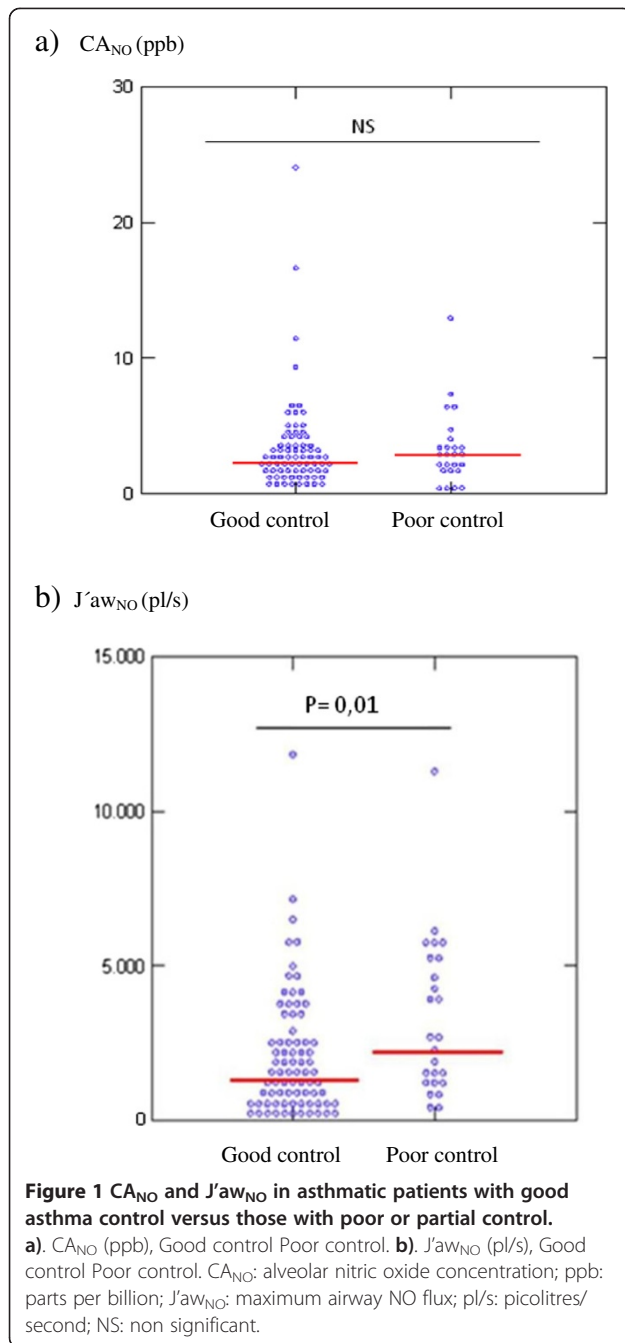 a) CA_NO (ppb)
30
NS
20
10
0
Good control Poor control
b) J´aw_NO (pl/s)
15.000
P= 0,01
10.000
5.000
0
Good control Poor control
Figure 1 CA_NO and J'aw_NO in asthmatic patients with good
asthma control versus those with poor or partial control.
a). CA_NO (ppb), Good control Poor control. b). J'aw_NO (pl/s), Good
control Poor control. CA_NO: alveolar nitric oxide concentration; ppb:
parts per billion; J'aw_NO: maximum airway NO flux; pl/s: picolitres/
second; NS: non significant.